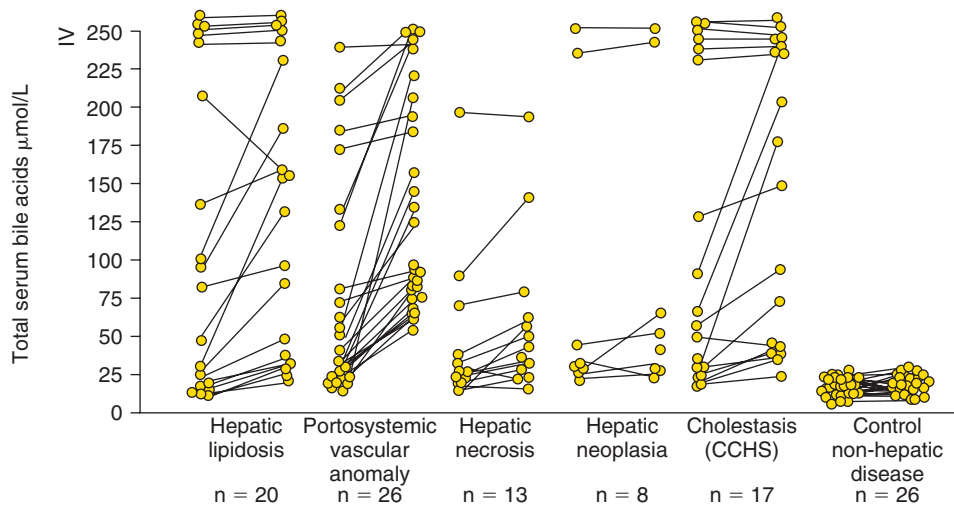 IV
Total serum bile acids μmol/L
250
225
200
175
150
125
100
75
50
25
0
Hepatic
lipidosis
n = 20
Portosystemic
vascular
anomaly
n = 26
Hepatic
necrosis
n = 13
Hepatic
neoplasia
n = 8
Cholestasis
(CCHS)
n = 17
Control
non-hepatic
disease
n = 26